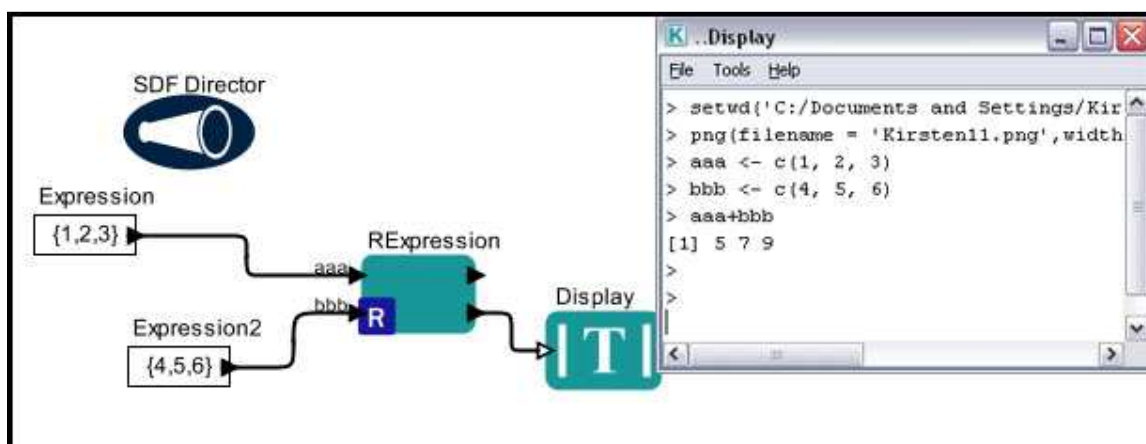 SDF Director
Expression
{1,2,3}
aaa
RExpression
bbb
R
Expression2
{4,5,6}
Display
T
K ..Display
File Tools Help
> setwd('C:/Documents and Settings/Kir
> png(filename = 'Kirsten11.png',width
> aaa <- c(1, 2, 3)
> bbb <- c(4, 5, 6)
> aaa+bbb
[1] 5 7 9
>
>